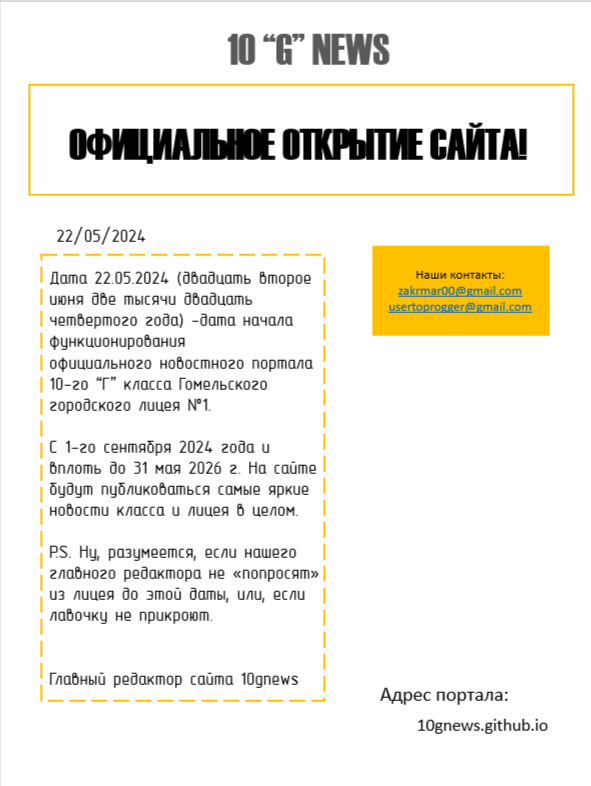 10 “G” NEWS
ОФИЦИАЛЬНОЕ ОТКРЫТИЕ САЙТА!
22/05/2024
Дата 22.05.2024 (двадцать второе
июня две тысячи двадцать
четвертого года) -дата начала
функционирования
официального новостного портала
10-го “Г” класса Гомельского
городского лицея №1.
С 1-го сентября 2024 года и
вплоть до 31 мая 2026 г. На сайте
будут публиковаться самые яркие
новости класса и лицея в целом.
P.S. Ну, разумеется, если нашего
главного редактора не «попросят»
из лицея до этой даты, или, если
лавочку не прикроют.
Главный редактор сайта 10gnews
Наши контакты:
zakrmar00@gmail.com
usertoprogger@gmail.com
Адрес портала:
10gnews.github.io